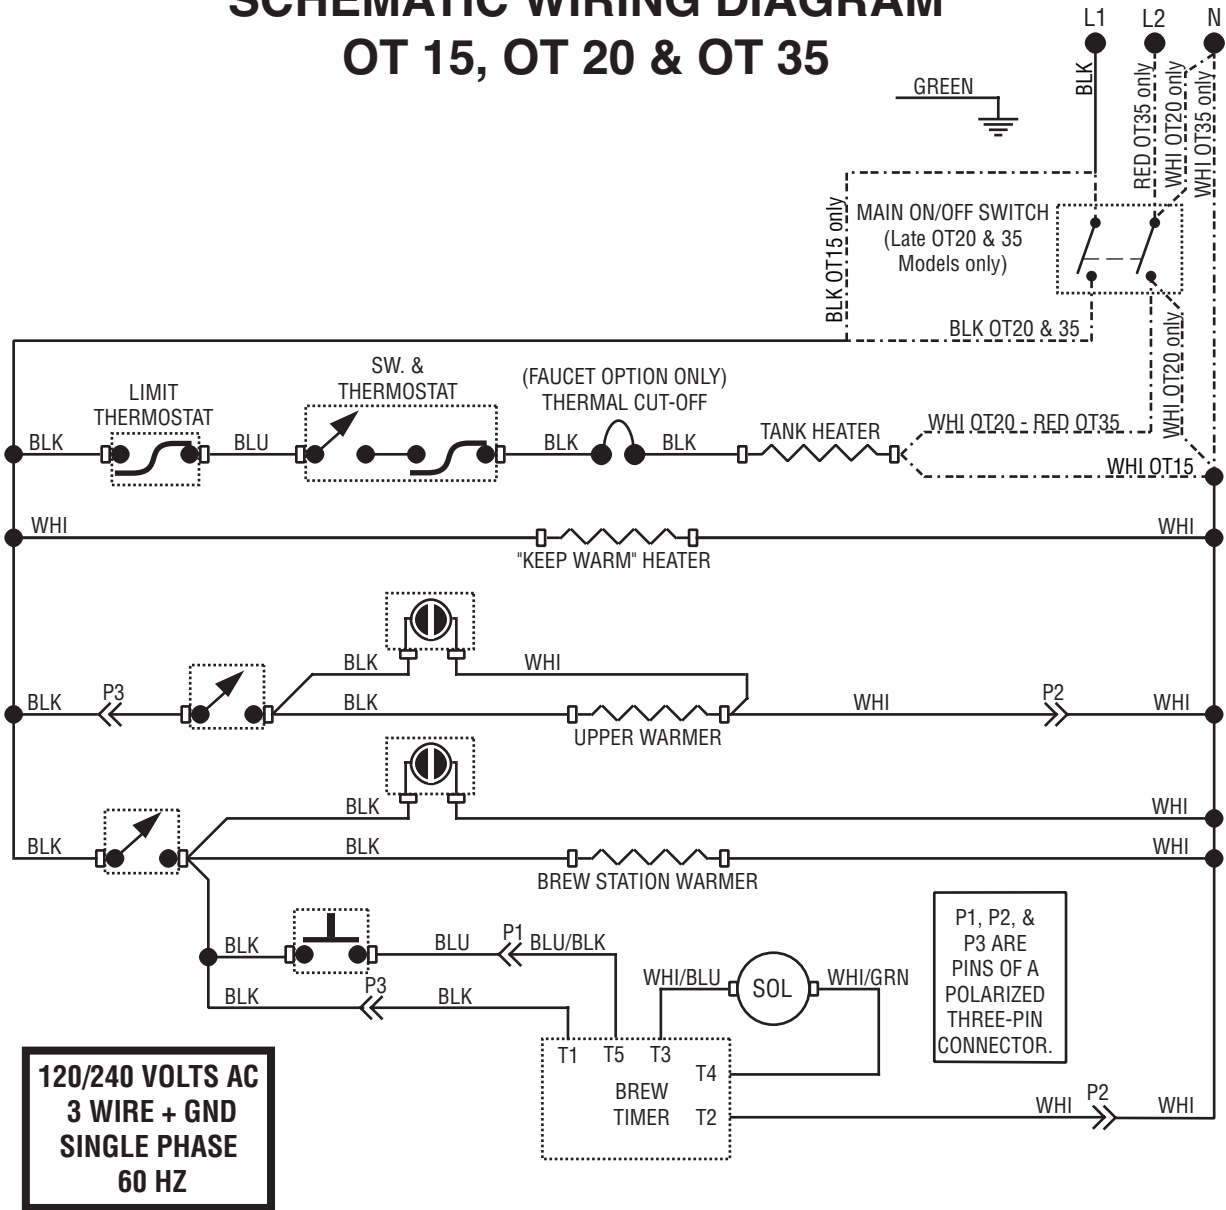 SCHEMATIC WIRING DIAGRAM
OT 15, OT 20 & OT 35
L1
L2
N
GREEN
BLK
RED OT35 only
WHI OT20 only
WHI OT35 only
BLK OT15 only
MAIN ON/OFF SWITCH
(Late OT20 & 35
Models only)
BLK OT20 & 35
WHI OT20 only
LIMIT
THERMOSTAT
SW. &
THERMOSTAT
(FAUCET OPTION ONLY)
THERMAL CUT-OFF
TANK HEATER
WHI OT20 - RED OT35
BLK
BLU
BLK
BLK
WHI OT15
WHI
WHI
"KEEP WARM" HEATER
BLK
WHI
BLK
P3
BLK
WHI
P2
WHI
UPPER WARMER
BLK
WHI
BLK
BLK
WHI
BREW STATION WARMER
P1, P2, &
P3 ARE
PINS OF A
POLARIZED
THREE-PIN
CONNECTOR.
BLK
BLU
P1
BLU/BLK
WHI/BLU
SOL
WHI/GRN
BLK
P3
BLK
T1
T5
T3
T4
BREW
TIMER
T2
WHI
P2
WHI
120/240 VOLTS AC
3 WIRE + GND
SINGLE PHASE
60 HZ